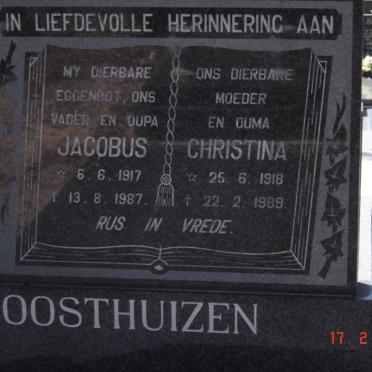 IN LIEFDEVOLLE HERINNERING AAN
MY DIERBARE
EGGENOOT, ONS
VADER EN OUPA
JACOBUS
☆ 6. 6. 1917
† 13. 8. 1987.
ONS DIERBARE
MOEDER
EN OUMA
CHRISTINA
☆ 25. 6. 1918
† 22. 2. 1989.
RUS IN VREDE.
OOSTHUIZEN
17 2